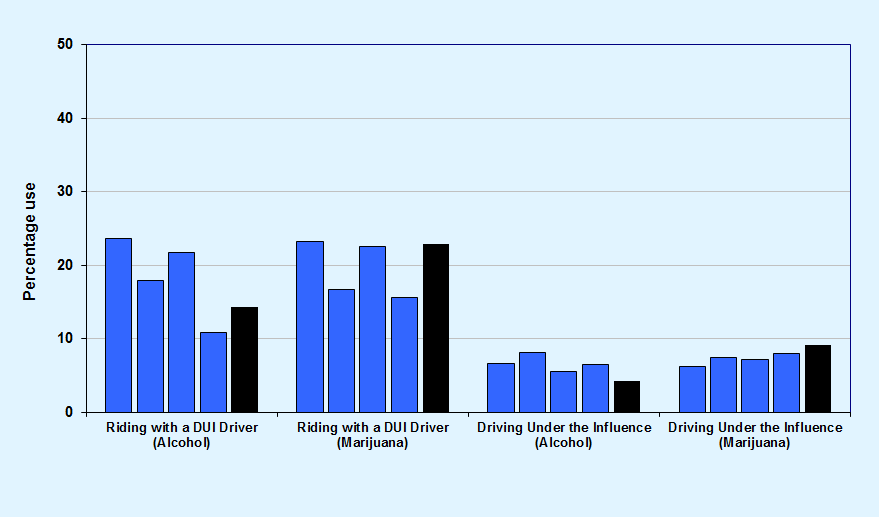 50
40
30
20
10
0
Percentage use
Riding with a DUI Driver
(Alcohol)
Riding with a DUI Driver
(Marijuana)
Driving Under the Influence
(Alcohol)
Driving Under the Influence
(Marijuana)